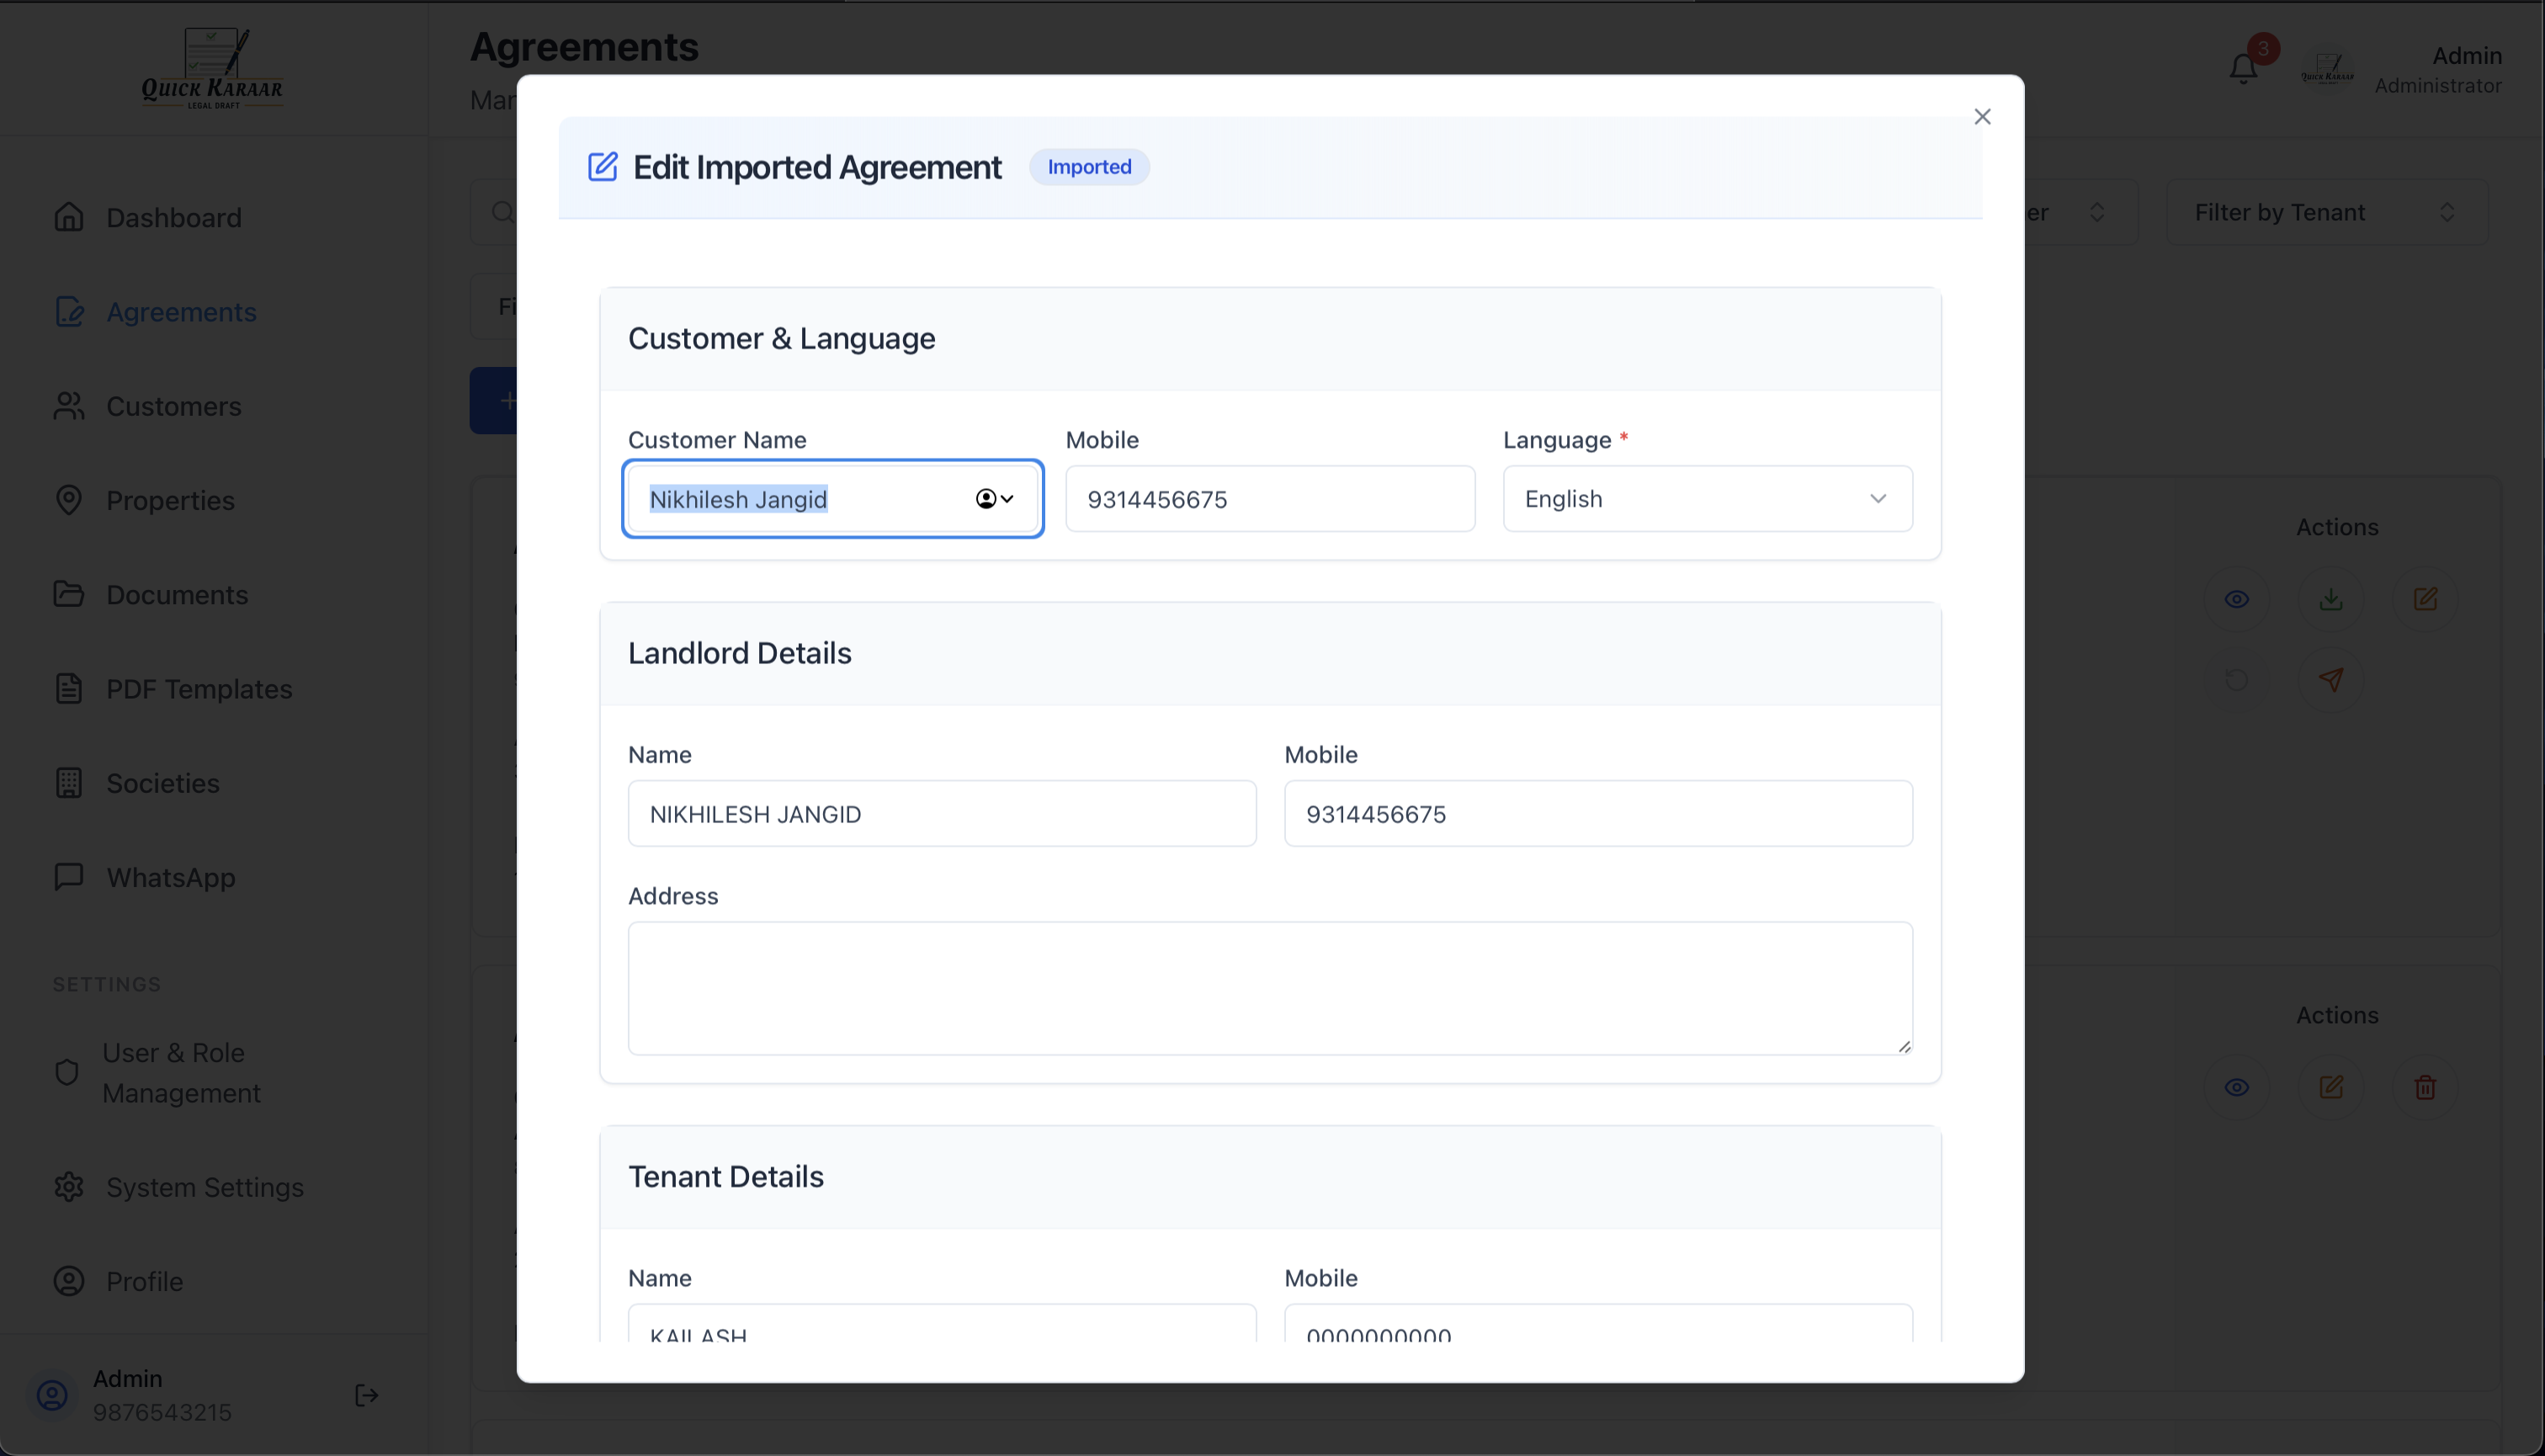 QUICK KARAAR
LEGAL DRAFT
Dashboard
Agreements
Customers
Properties
Documents
PDF Templates
Societies
WhatsApp
SETTINGS
User & Role
Management
System Settings
Profile
Admin
9876543215
Agreements
3
QUICK KARAAR
Admin
Administrator
Filter by Tenant
Edit Imported Agreement
Imported
Customer & Language
Customer Name
Mobile
Language *
Nikhilesh Jangid
9314456675
English
Landlord Details
Name
Mobile
NIKHILESH JANGID
9314456675
Address
Tenant Details
Name
Mobile
KAILASH
0000000000
Actions
Actions